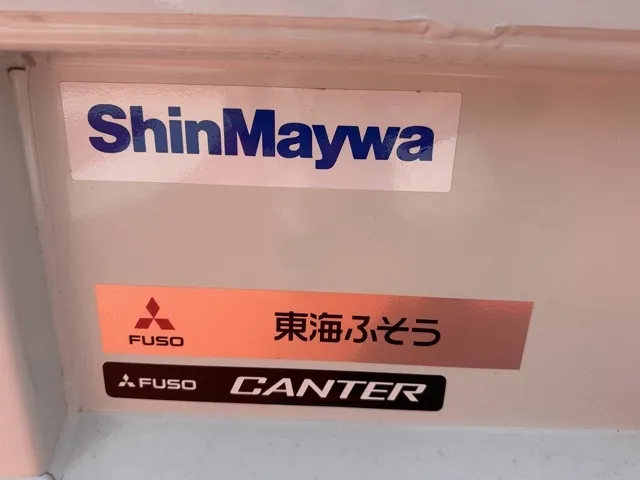 ShinMaywa
FUSO 東海ふそう
FUSO CANTER